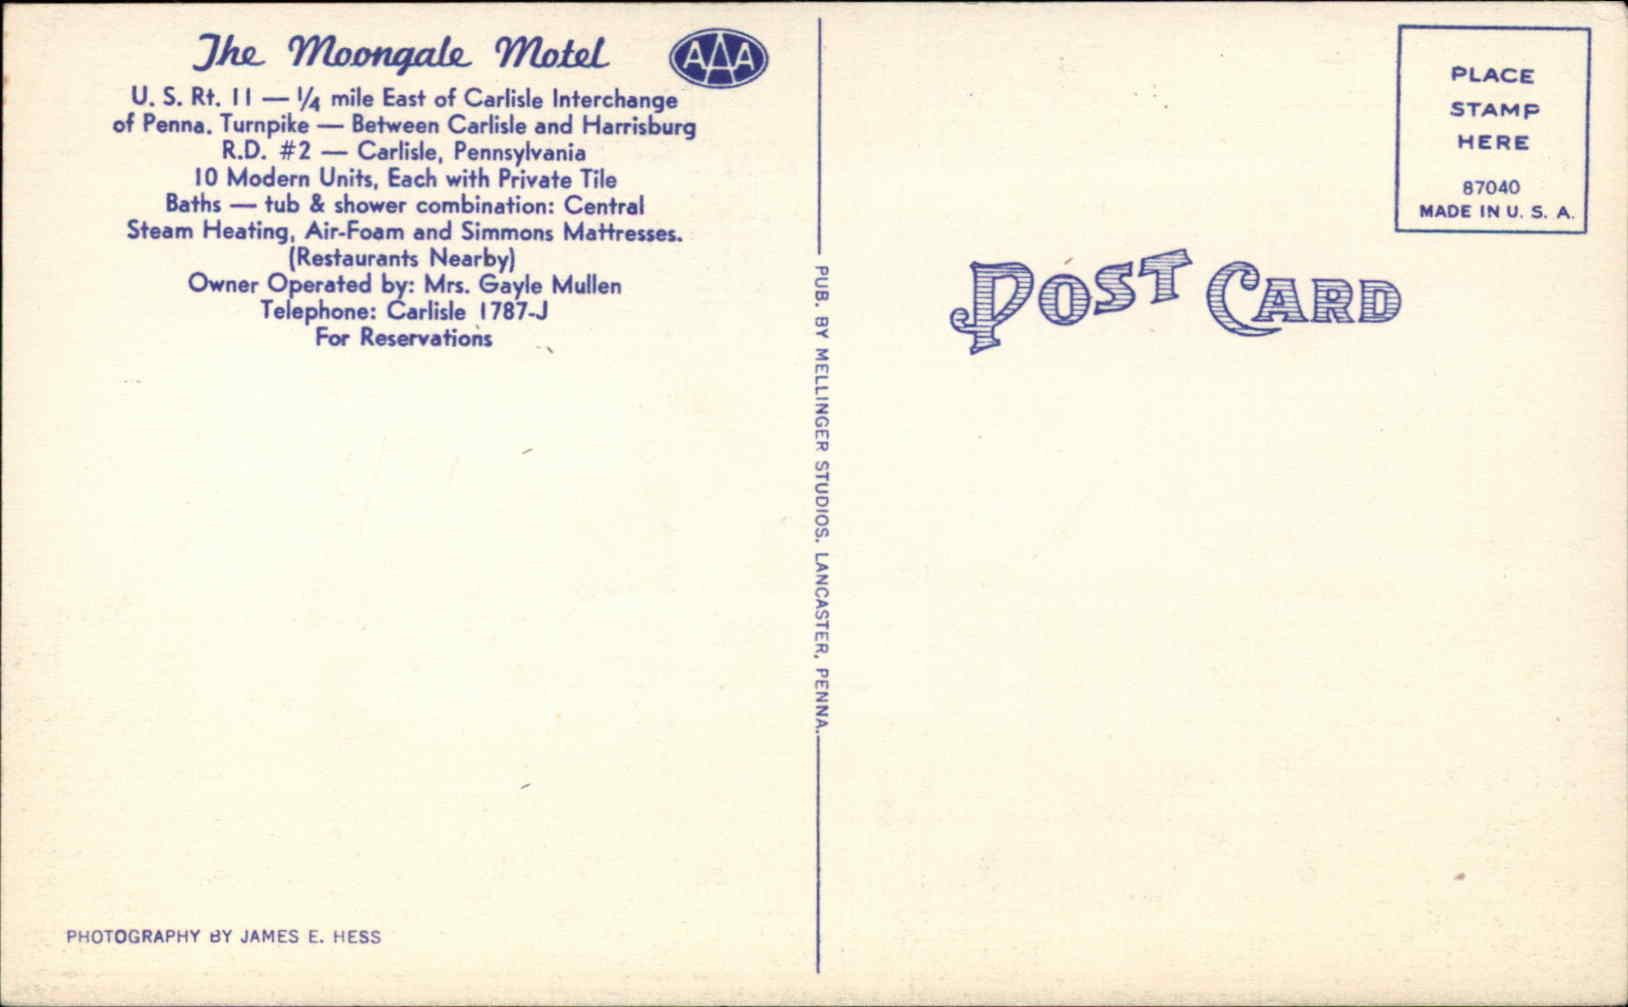 The Moongale Motel
AAA
U. S. Rt. 11 — 1/4 mile East of Carlisle Interchange
of Penna. Turnpike — Between Carlisle and Harrisburg
R.D. #2 — Carlisle, Pennsylvania
10 Modern Units, Each with Private Tile
Baths — tub & shower combination: Central
Steam Heating, Air-Foam and Simmons Mattresses.
(Restaurants Nearby)
Owner Operated by: Mrs. Gayle Mullen
Telephone: Carlisle 1787-J
For Reservations
PHOTOGRAPHY BY JAMES E. HESS
PUB. BY MELLINGER STUDIOS, LANCASTER, PENNA.
POST CARD
PLACE
STAMP
HERE
87040
MADE IN U. S. A.